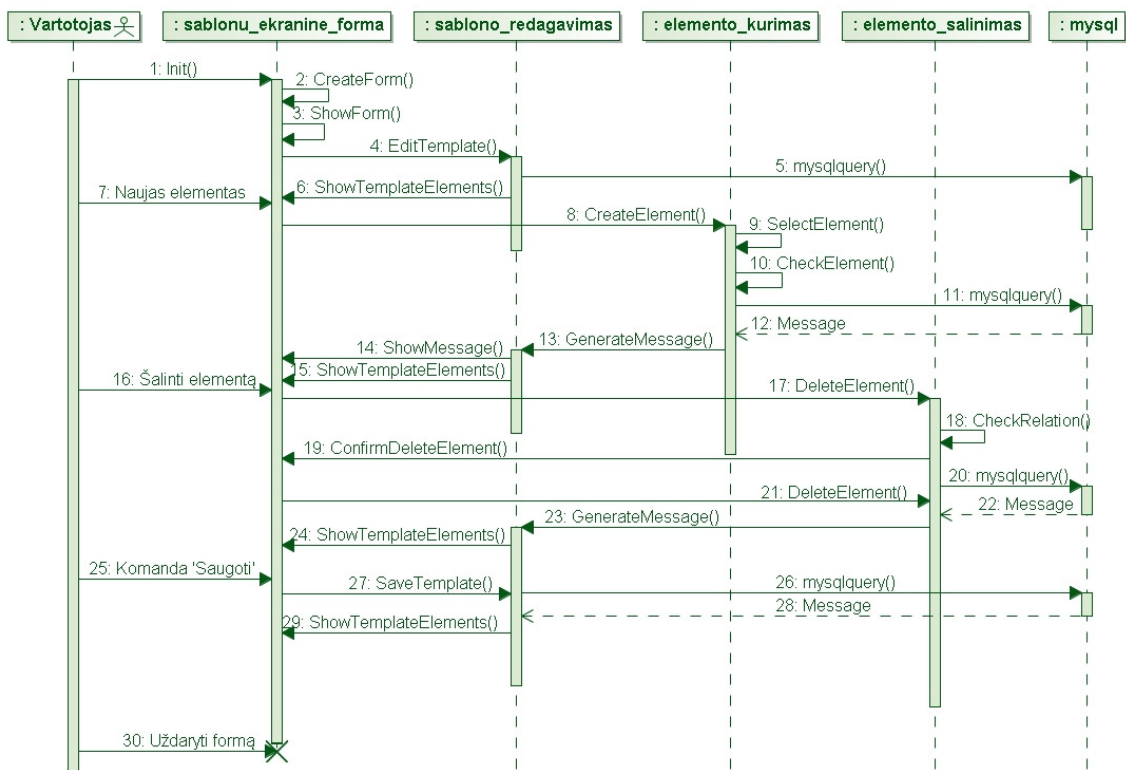 : Vartotojas
: sablonu_ekranine_forma
: sablono_redagavimas
: elemento_kurimas
: elemento_salinimas
: mysql
1: Init()
2: CreateForm()
3: ShowForm()
4: EditTemplate()
5: mysqlquery()
6: ShowTemplateElements()
7: Naujas elementas
8: CreateElement()
9: SelectElement()
10: CheckElement()
11: mysqlquery()
12: Message
13: GenerateMessage()
14: ShowMessage()
15: ShowTemplateElements()
16: Šalinti elementą
17: DeleteElement()
18: CheckRelation()
19: ConfirmDeleteElement()
20: mysqlquery()
21: DeleteElement()
22: Message
23: GenerateMessage()
24: ShowTemplateElements()
25: Komanda 'Saugoti'
26: mysqlquery()
27: SaveTemplate()
28: Message
29: ShowTemplateElements()
30: Uždaryti formą